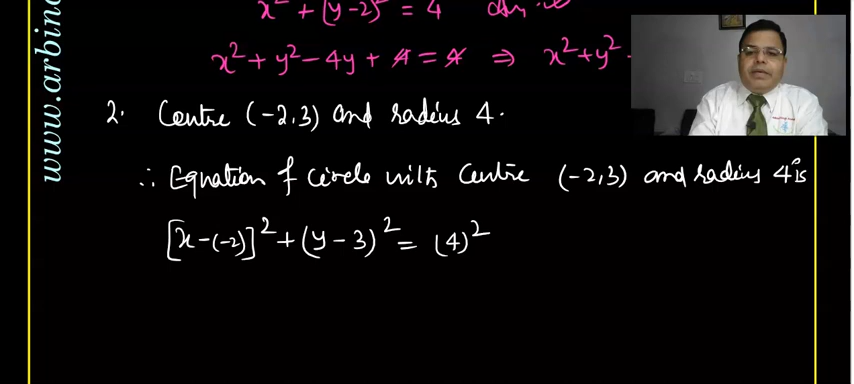 x² + (y-2)² = 4
x² + y² - 4y + 4 = 4 ⇒ x² + y² -
2. Centre (-2,3) and radius 4.
∴ Equation of circle with centre (-2,3) and radius 4 is
[x-(-2)]² + (y-3)² = (4)²
www.arbind